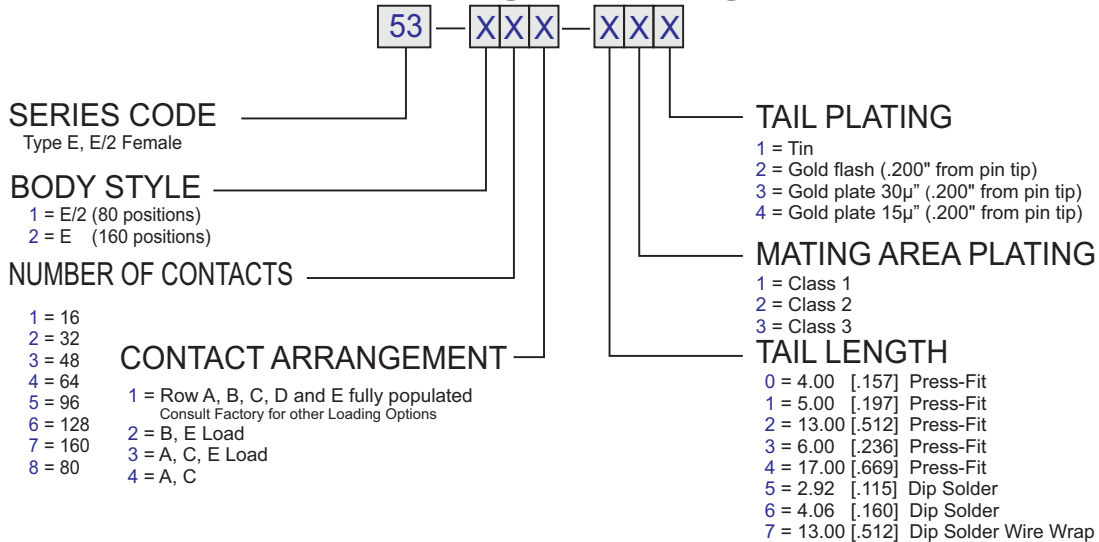 53 — X X X — X X X
SERIES CODE
Type E, E/2 Female
BODY STYLE
1 = E/2 (80 positions)
2 = E (160 positions)
NUMBER OF CONTACTS
1 = 16
2 = 32
3 = 48
4 = 64
5 = 96
6 = 128
7 = 160
8 = 80
CONTACT ARRANGEMENT
1 = Row A, B, C, D and E fully populated
Consult Factory for other Loading Options
2 = B, E Load
3 = A, C, E Load
4 = A, C
TAIL PLATING
1 = Tin
2 = Gold flash (.200" from pin tip)
3 = Gold plate 30µ” (.200" from pin tip)
4 = Gold plate 15µ” (.200" from pin tip)
MATING AREA PLATING
1 = Class 1
2 = Class 2
3 = Class 3
TAIL LENGTH
0 = 4.00 [.157] Press-Fit
1 = 5.00 [.197] Press-Fit
2 = 13.00 [.512] Press-Fit
3 = 6.00 [.236] Press-Fit
4 = 17.00 [.669] Press-Fit
5 = 2.92 [.115] Dip Solder
6 = 4.06 [.160] Dip Solder
7 = 13.00 [.512] Dip Solder Wire Wrap